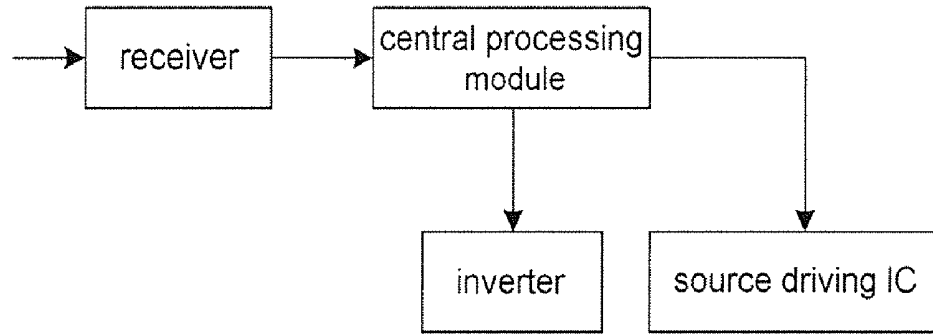 receiver
central processing
module
inverter
source driving IC